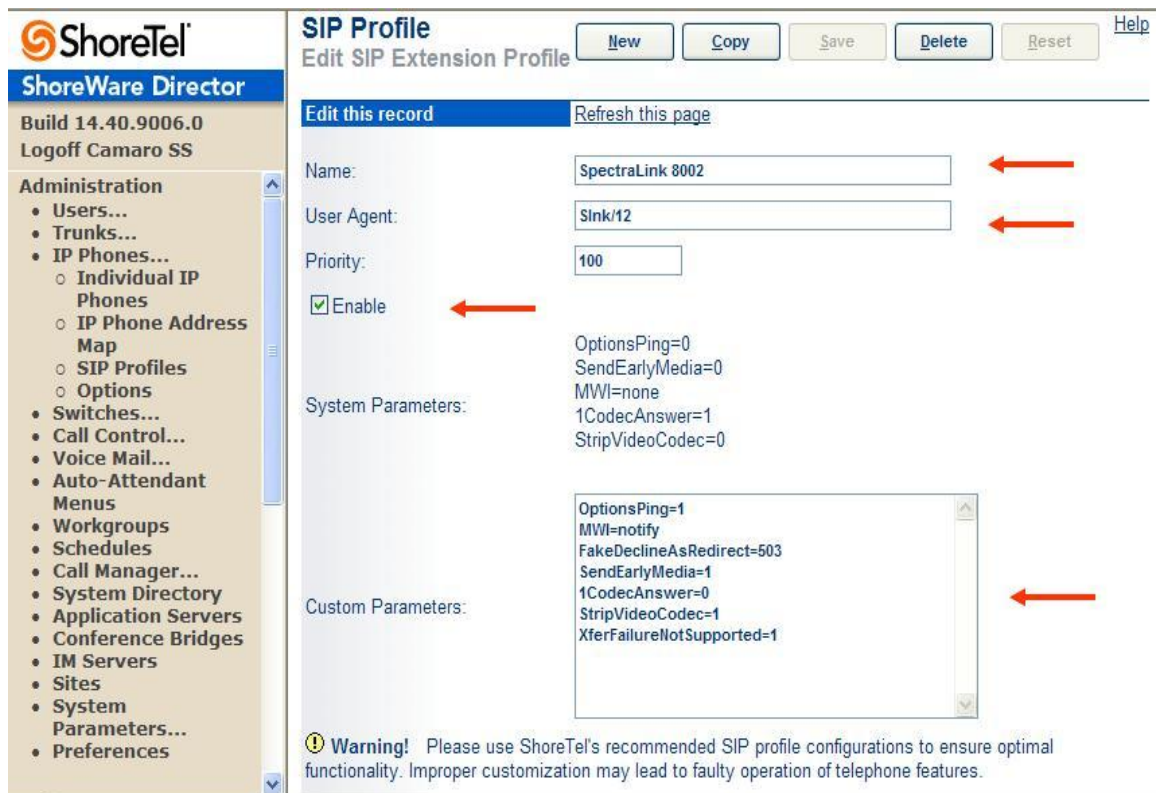 ShoreTel
ShoreWare Director
Build 14.40.9006.0
Logoff Camaro SS
Administration
• Users...
• Trunks...
• IP Phones...
o Individual IP
Phones
o IP Phone Address
Map
o SIP Profiles
o Options
• Switches...
• Call Control...
• Voice Mail...
• Auto-Attendant
Menus
• Workgroups
• Schedules
• Call Manager...
• System Directory
• Application Servers
• Conference Bridges
• IM Servers
• Sites
• System
Parameters...
• Preferences
SIP Profile
Edit SIP Extension Profile
New Copy Save Delete Reset
Help
Edit this record Refresh this page
Name: SpectraLink 8002
User Agent: Slnk/12
Priority: 100
Enable
System Parameters:
OptionsPing=0
SendEarlyMedia=0
MWI=none
1CodecAnswer=1
StripVideoCodec=0
Custom Parameters:
OptionsPing=1
MWI=notify
FakeDeclineAsRedirect=503
SendEarlyMedia=1
1CodecAnswer=0
StripVideoCodec=1
XferFailureNotSupported=1
! Warning! Please use ShoreTel's recommended SIP profile configurations to ensure optimal
functionality. Improper customization may lead to faulty operation of telephone features.